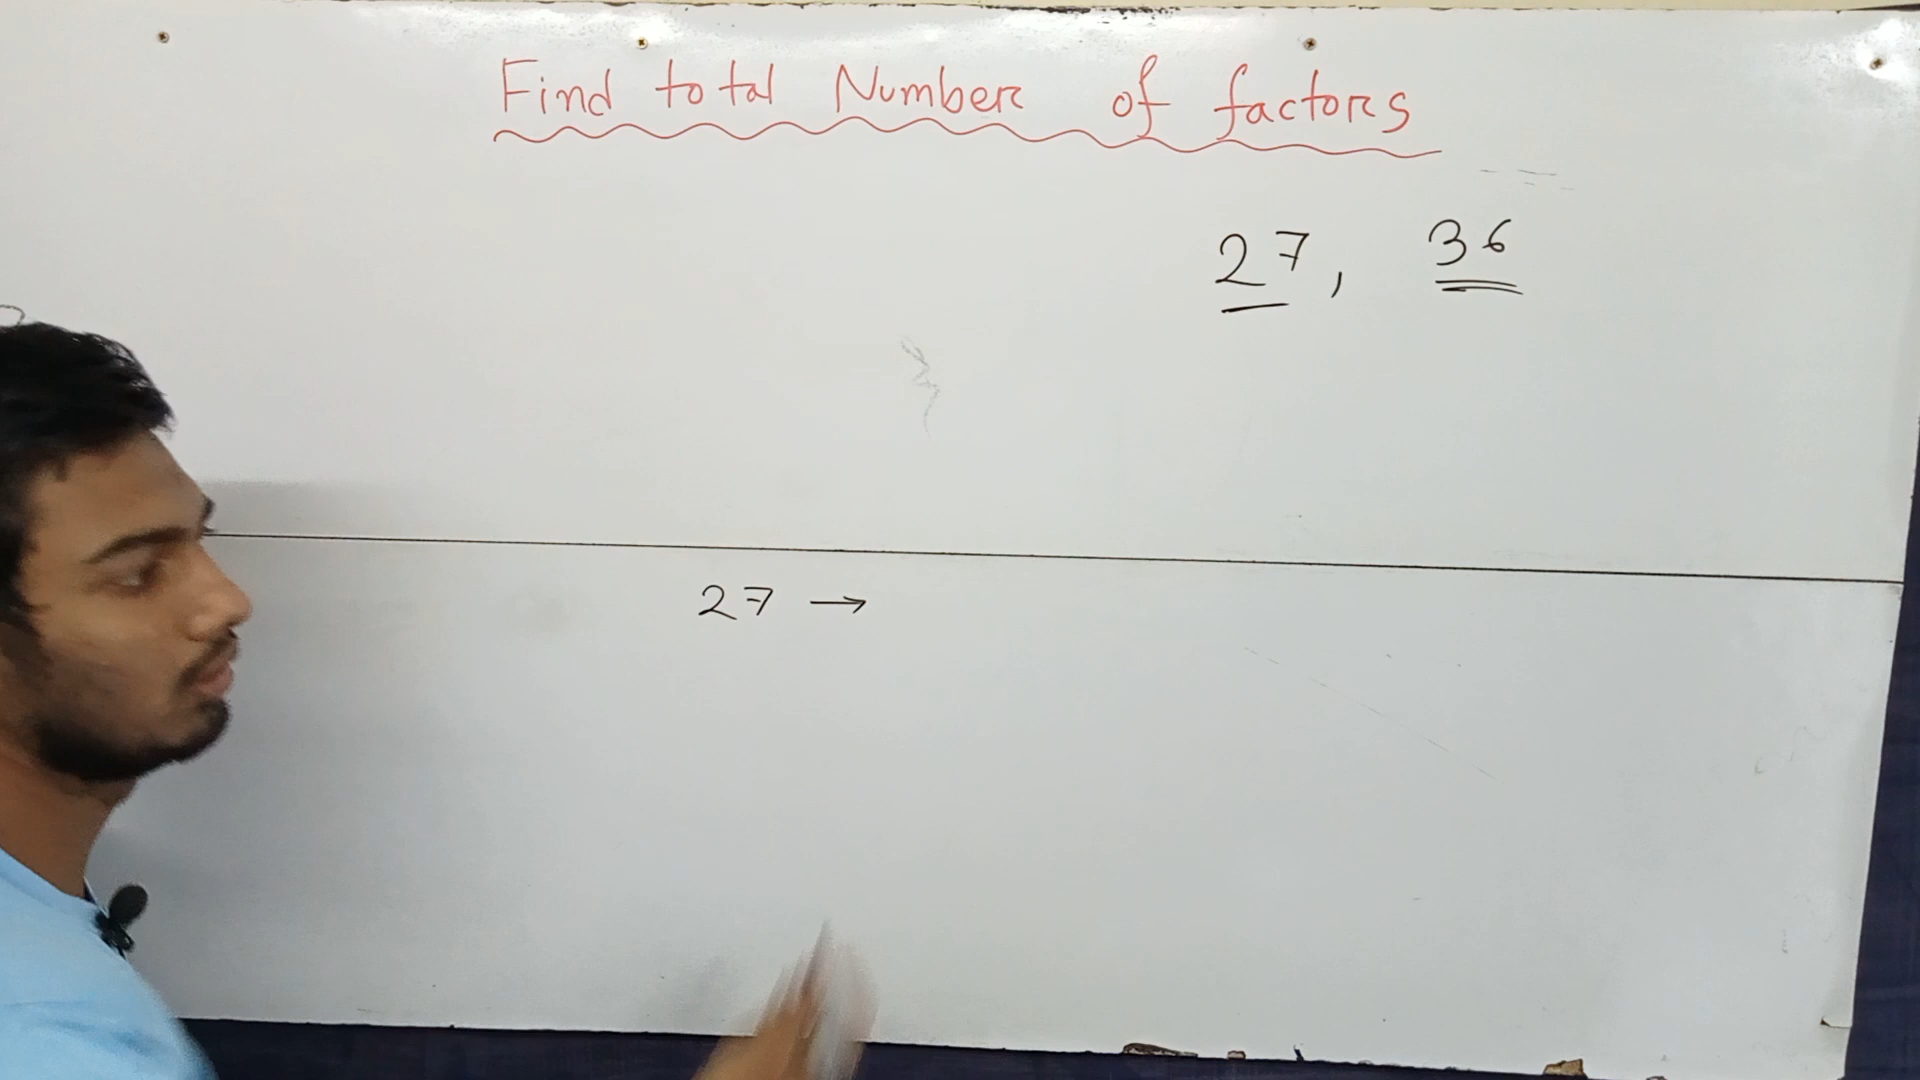 Find total Number of factors
27, 36
27 →